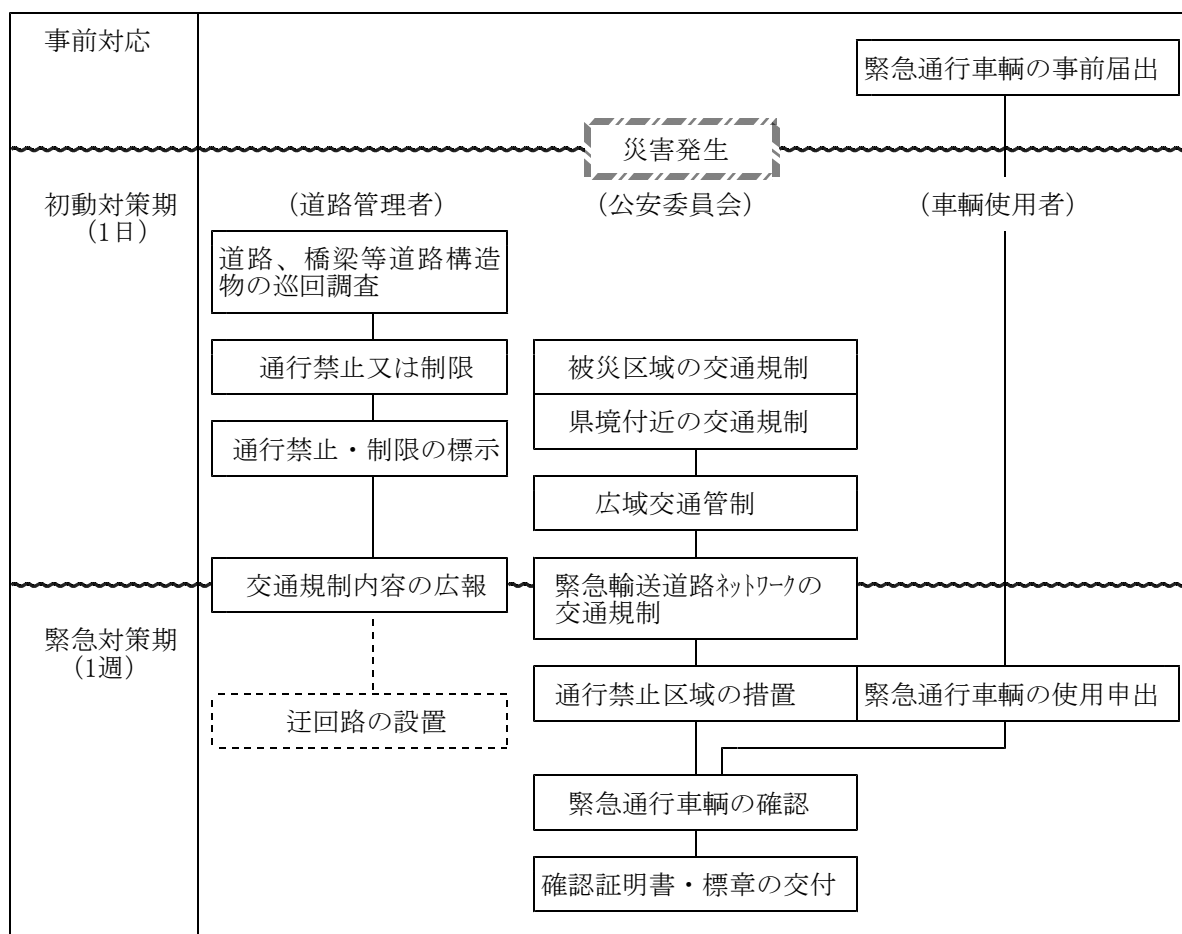 事前対応
緊急通行車輌の事前届出
災害発生
初動対策期
(1日)
(道路管理者)
(公安委員会)
(車輌使用者)
道路、橋梁等道路構造
物の巡回調査
通行禁止又は制限
被災区域の交通規制
県境付近の交通規制
通行禁止・制限の標示
広域交通管制
交通規制内容の広報
緊急輸送道路ﾈｯﾄﾜｰｸの
交通規制
緊急対策期
(1週)
通行禁止区域の措置
緊急通行車輌の使用申出
迂回路の設置
緊急通行車輌の確認
確認証明書・標章の交付